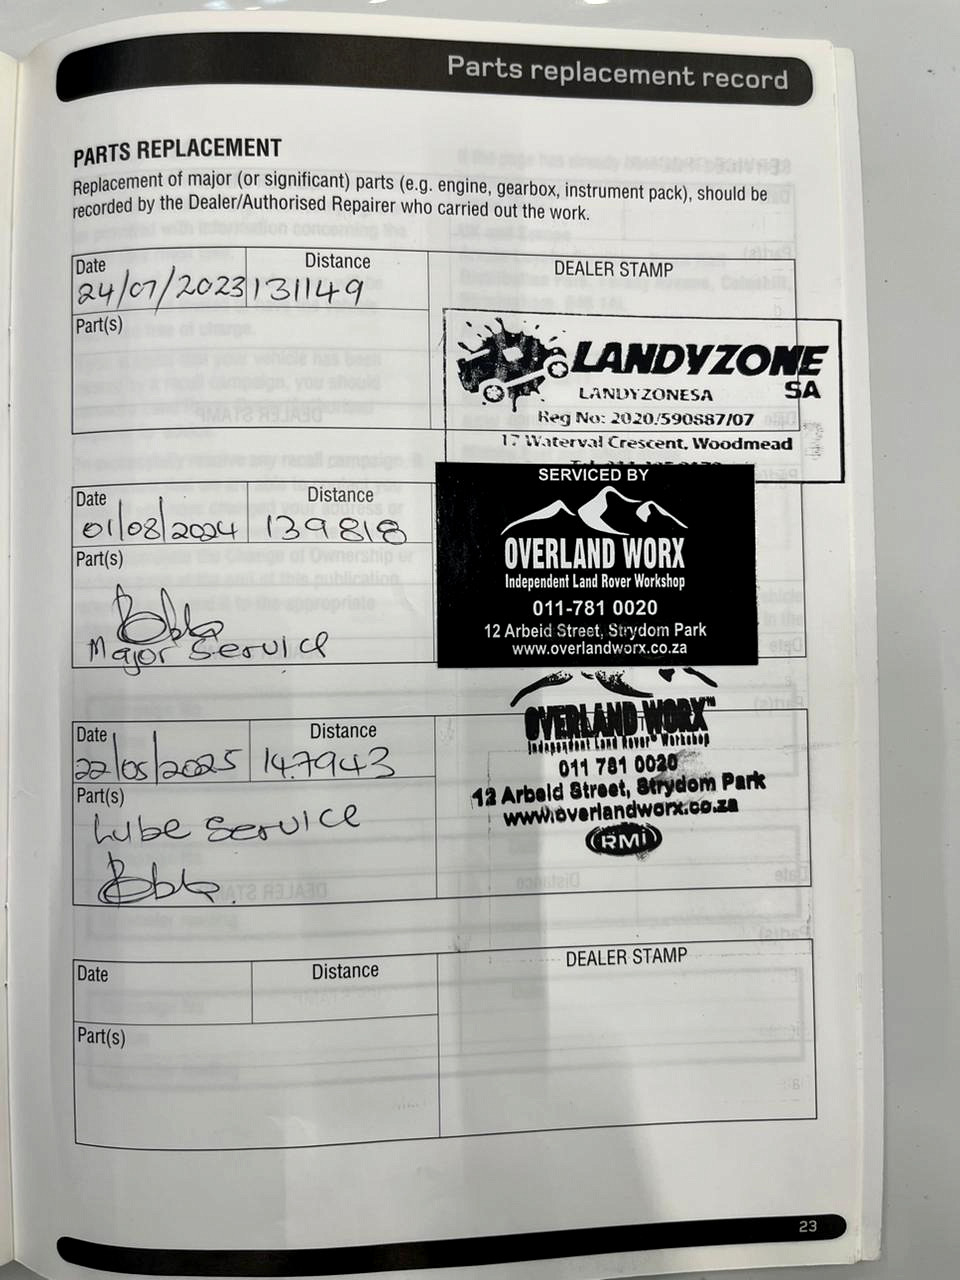 Parts replacement record
PARTS REPLACEMENT
Replacement of major (or significant) parts (e.g. engine, gearbox, instrument pack), should be
recorded by the Dealer/Authorised Repairer who carried out the work.
Date
Distance
DEALER STAMP
24/07/2023
131149
Part(s)
LANDYZONE
SA
LANDYZONESA
Reg No: 2020/590887/07
17 Waterval Crescent, Woodmead
Date
Distance
01/08/2024
139818
Part(s)
Major Service
SERVICED BY
OVERLAND WORX
Independent Land Rover Workshop
011-781 0020
12 Arbeid Street, Strydom Park
www.overlandworx.co.za
Date
Distance
22/05/2025
147943
Part(s)
Lube Service
OVERLAND WORX™
Independent Land Rover® Workshop
011 781 0020
12 Arbeid Street, Strydom Park
www.overlandworx.co.za
RMi
Date
Distance
DEALER STAMP
Part(s)
23